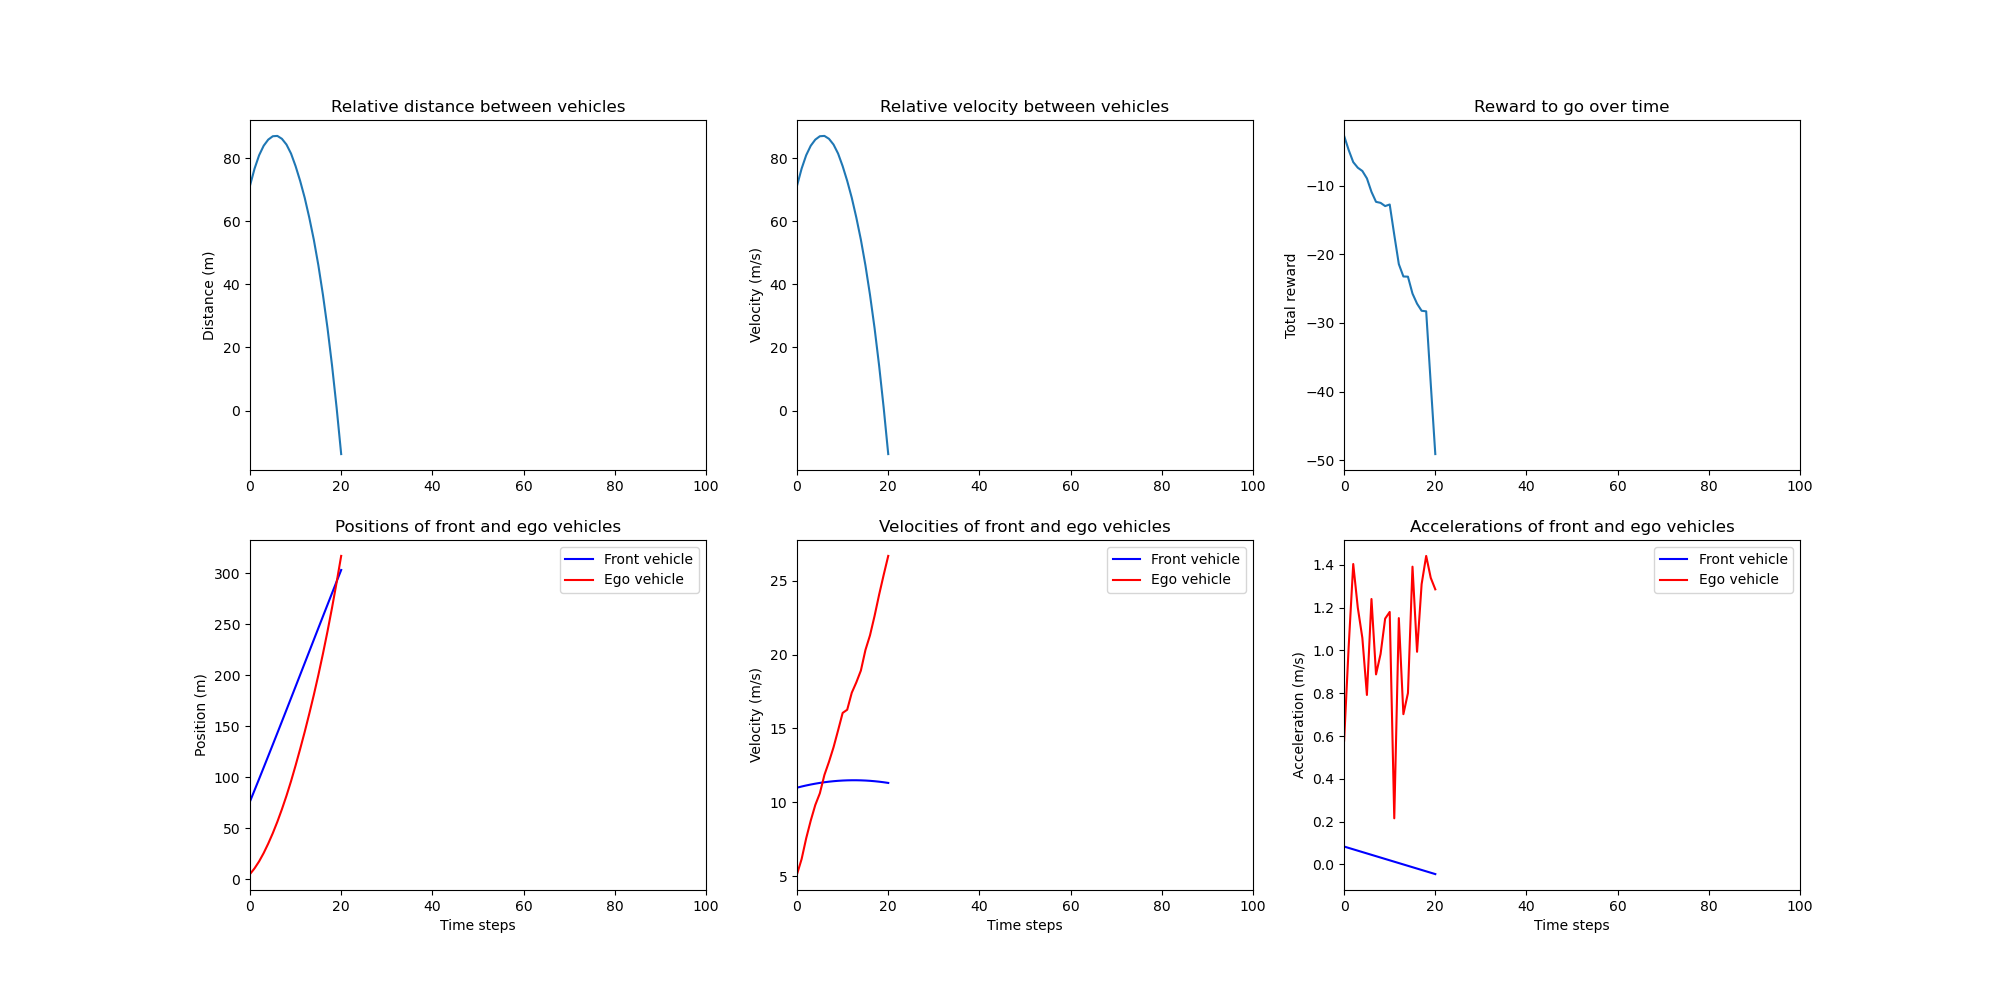 Relative distance between vehicles
Distance (m)
80
60
40
20
0
0 20 40 60 80 100
Relative velocity between vehicles
Velocity (m/s)
80
60
40
20
0
0 20 40 60 80 100
Reward to go over time
Total reward
−10
−20
−30
−40
−50
0 20 40 60 80 100
Positions of front and ego vehicles
Front vehicle
Ego vehicle
Position (m)
300
250
200
150
100
50
0
0 20 40 60 80 100
Time steps
Velocities of front and ego vehicles
Front vehicle
Ego vehicle
Velocity (m/s)
25
20
15
10
5
0 20 40 60 80 100
Time steps
Accelerations of front and ego vehicles
Front vehicle
Ego vehicle
Acceleration (m/s)
1.4
1.2
1.0
0.8
0.6
0.4
0.2
0.0
0 20 40 60 80 100
Time steps